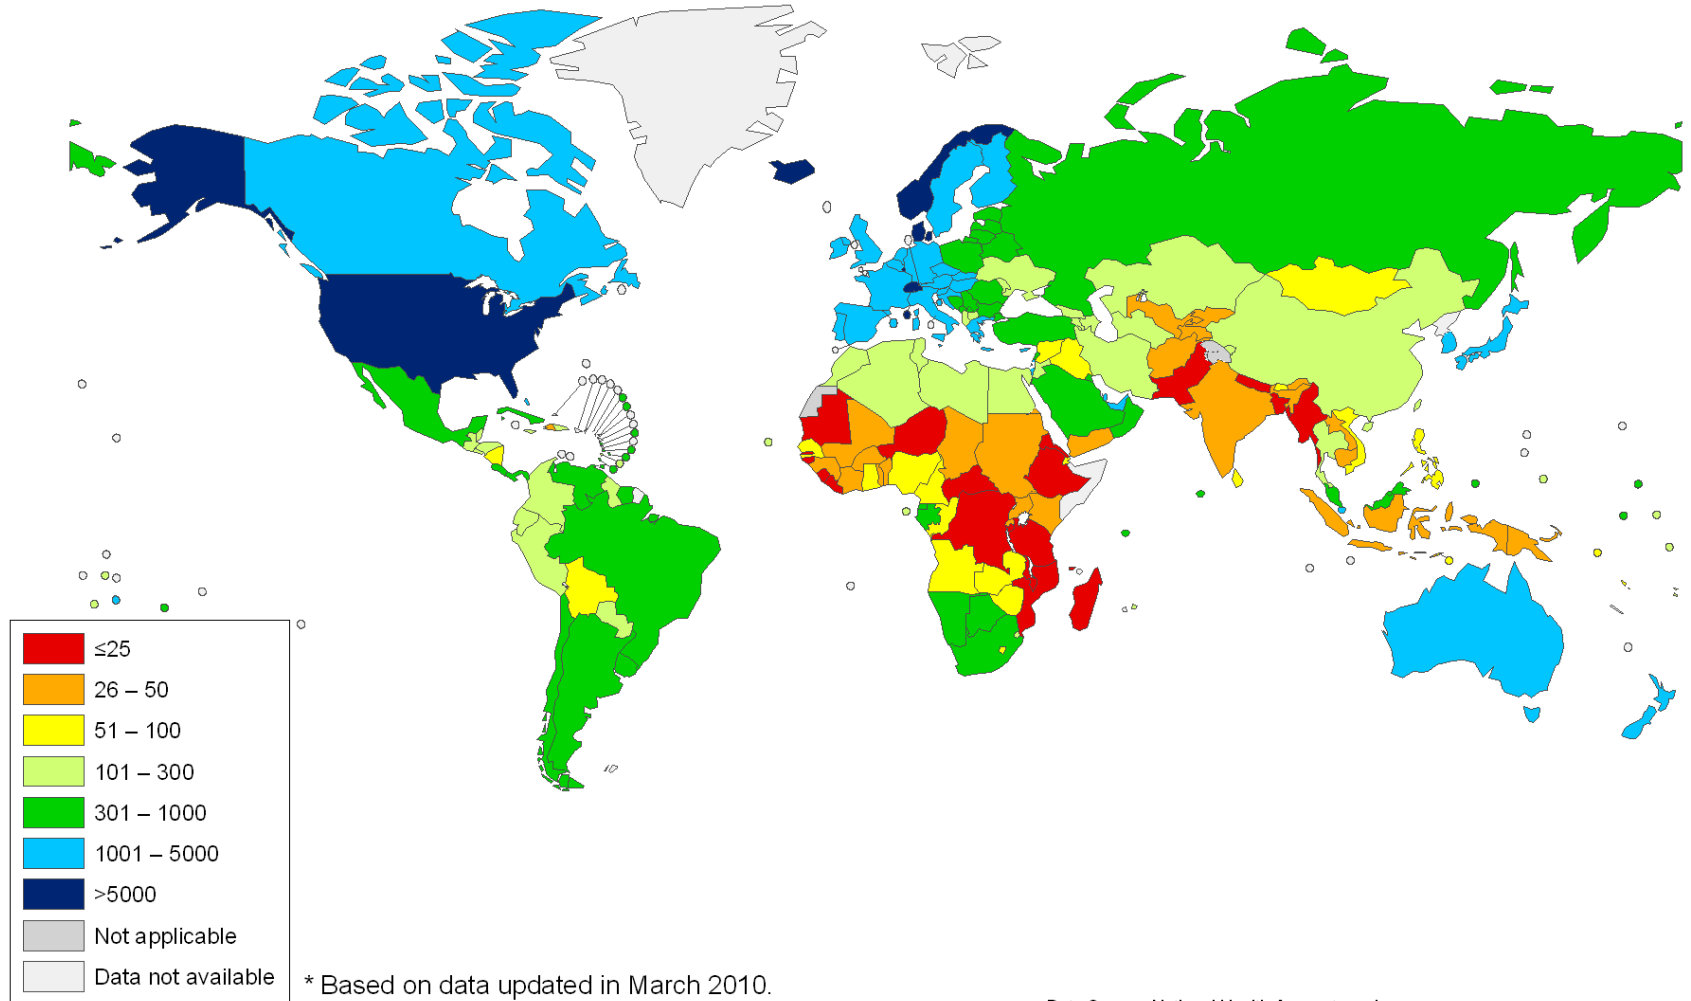 ≤25
26 – 50
51 – 100
101 – 300
301 – 1000
1001 – 5000
>5000
Not applicable
Data not available
* Based on data updated in March 2010.